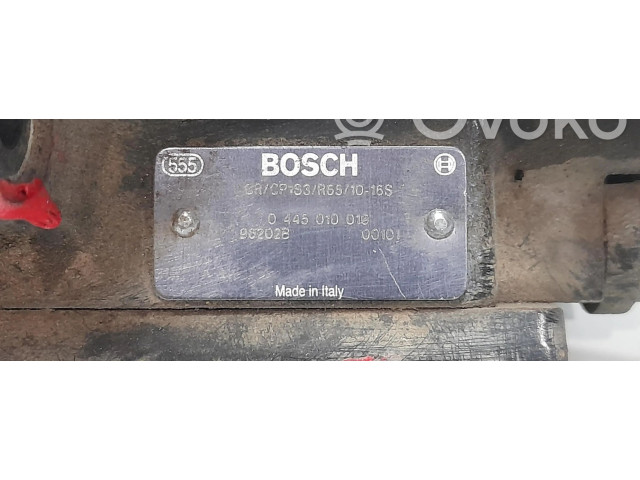 Ovoko
555 BOSCH
CR/CP1S3/R65/10-16S
0 445 010 016
96202B 00101
Made in Italy